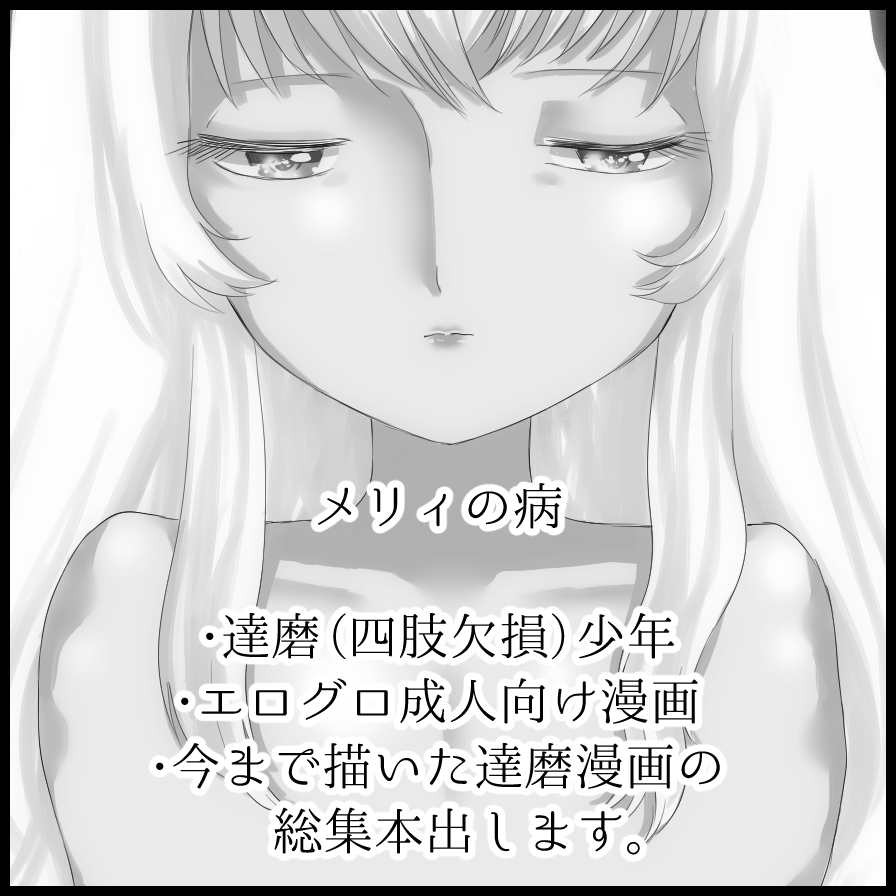 メリィの病
・達磨(四肢欠損)少年
・エログロ成人向け漫画
・今まで描いた達磨漫画の
総集本出します。